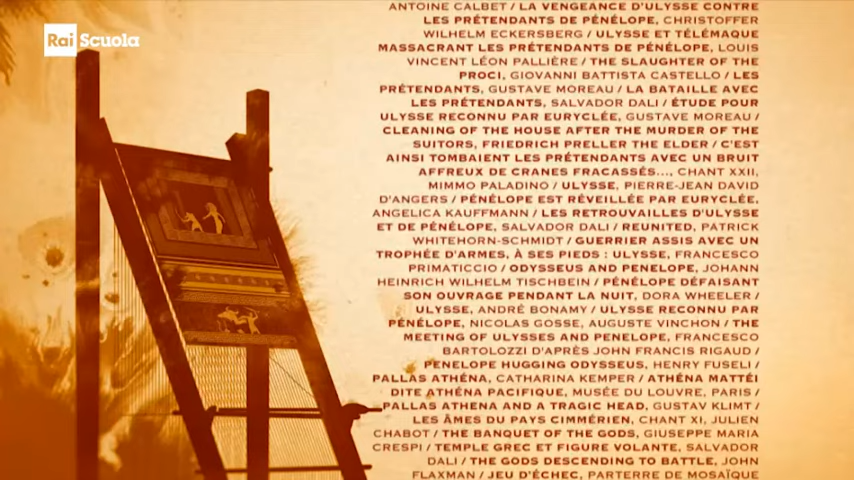 Rai Scuola
ANTOINE CALBET / LA VENGEANCE D'ULYSSE CONTRE
LES PRÉTENDANTS DE PÉNÉLOPE, CHRISTOFFER
WILHELM ECKERSBERG / ULYSSE ET TÉLÉMAQUE
MASSACRANT LES PRÉTENDANTS DE PÉNÉLOPE, LOUIS
VINCENT LÉON PALLIÈRE / THE SLAUGHTER OF THE
PROCI, GIOVANNI BATTISTA CASTELLO / LES
PRÉTENDANTS, GUSTAVE MOREAU / LA BATAILLE AVEC
LES PRÉTENDANTS, SALVADOR DALI / ÉTUDE POUR
ULYSSE RECONNU PAR EURYCLÉE, GUSTAVE MOREAU /
CLEANING OF THE HOUSE AFTER THE MURDER OF THE
SUITORS, FRIEDRICH PRELLER THE ELDER / C'EST
AINSI TOMBAIENT LES PRÉTENDANTS AVEC UN BRUIT
AFFREUX DE CRANES FRACASSÉS..., CHANT XXII,
MIMMO PALADINO / ULYSSE, PIERRE-JEAN DAVID
D'ANGERS / PÉNÉLOPE EST RÉVEILLÉE PAR EURYCLÉE,
ANGELICA KAUFFMANN / LES RETROUVAILLES D'ULYSSE
ET DE PÉNÉLOPE, SALVADOR DALI / REUNITED, PATRICK
WHITEHORN-SCHMIDT / GUERRIER ASSIS AVEC UN
TROPHÉE D'ARMES, À SES PIEDS : ULYSSE, FRANCESCO
PRIMATICCIO / ODYSSEUS AND PENELOPE, JOHANN
HEINRICH WILHELM TISCHBEIN / PÉNÉLOPE DÉFAISANT
SON OUVRAGE PENDANT LA NUIT, DORA WHEELER /
ULYSSE, ANDRÉ BONAMY / ULYSSE RECONNU PAR
PÉNÉLOPE, NICOLAS GOSSE, AUGUSTE VINCHON / THE
MEETING OF ULYSSES AND PENELOPE, FRANCESCO
BARTOLOZZI D'APRÈS JOHN FRANCIS RIGAUD /
PENELOPE HUGGING ODYSSEUS, HENRY FUSELI /
PALLAS ATHÉNA, CATHARINA KEMPER / ATHÉNA MATTÉI
DITE ATHÉNA PACIFIQUE, MUSÉE DU LOUVRE, PARIS /
PALLAS ATHENA AND A TRAGIC HEAD, GUSTAV KLIMT /
LES ÂMES DU PAYS CIMMÉRIEN, CHANT XI, JULIEN
CHABOT / THE BANQUET OF THE GODS, GIUSEPPE MARIA
CRESPI / TEMPLE GREC ET FIGURE VOLANTE, SALVADOR
DALI / THE GODS DESCENDING TO BATTLE, JOHN
FLAXMAN / JEU D'ÉCHEC, PARTERRE DE MOSAÏQUE